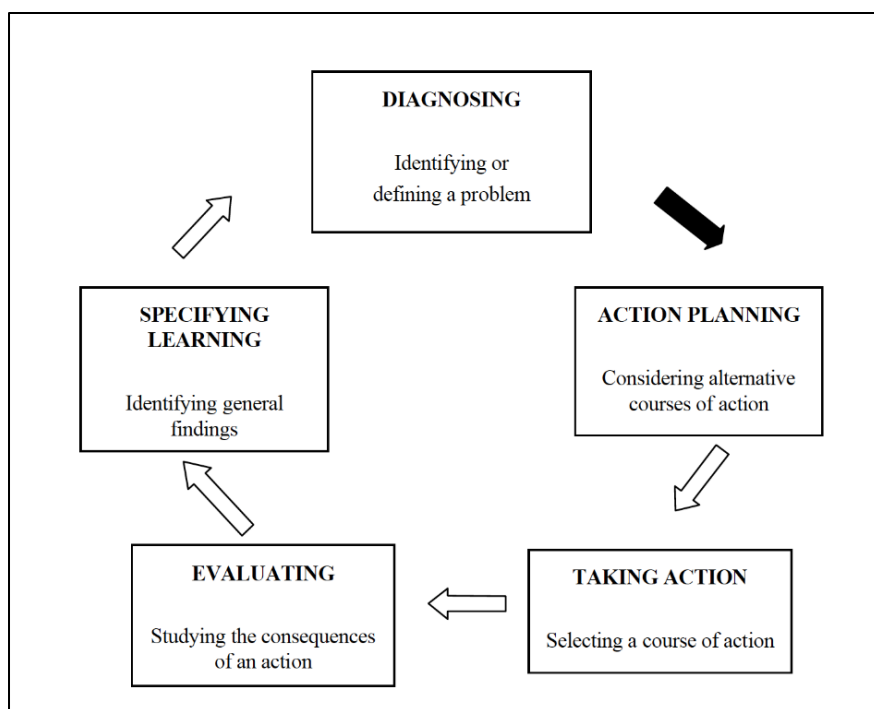 DIAGNOSING
Identifying or
defining a problem
SPECIFYING
LEARNING
Identifying general
findings
ACTION PLANNING
Considering alternative
courses of action
EVALUATING
Studying the consequences
of an action
TAKING ACTION
Selecting a course of action